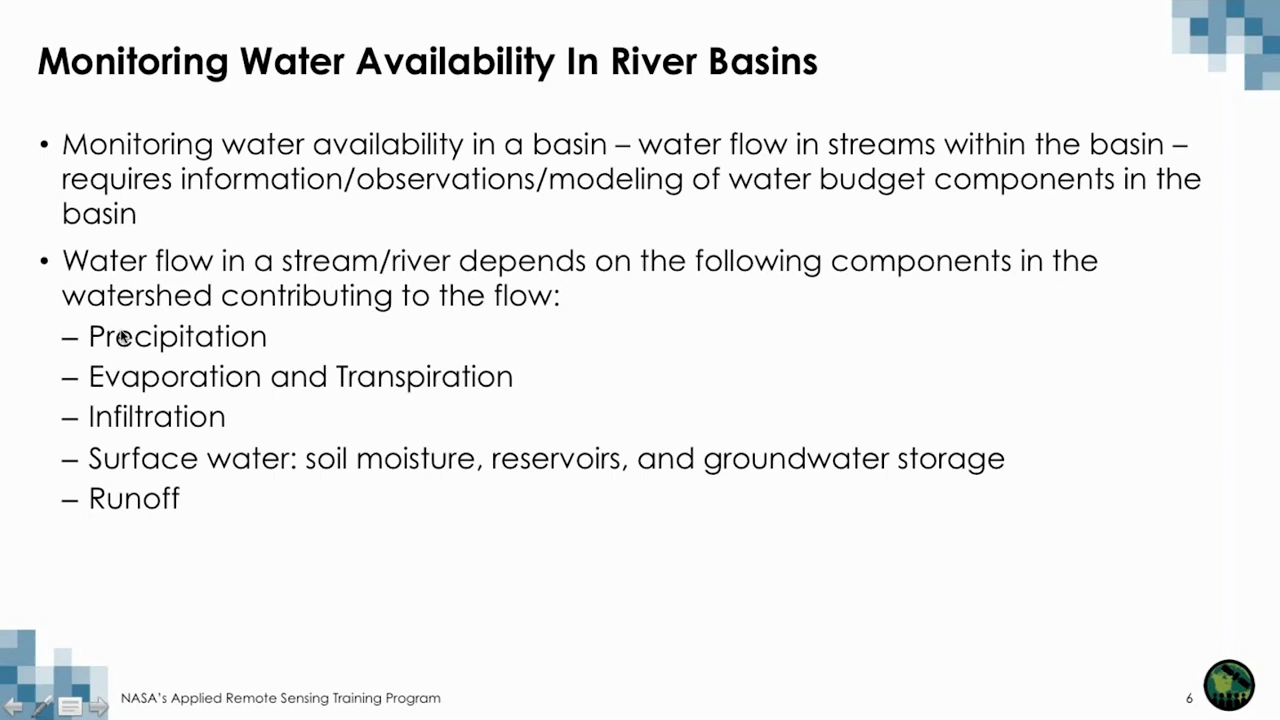 Monitoring Water Availability In River Basins
• Monitoring water availability in a basin – water flow in streams within the basin –
requires information/observations/modeling of water budget components in the
basin
• Water flow in a stream/river depends on the following components in the
watershed contributing to the flow:
– Precipitation
– Evaporation and Transpiration
– Infiltration
– Surface water: soil moisture, reservoirs, and groundwater storage
– Runoff
NASA's Applied Remote Sensing Training Program
6